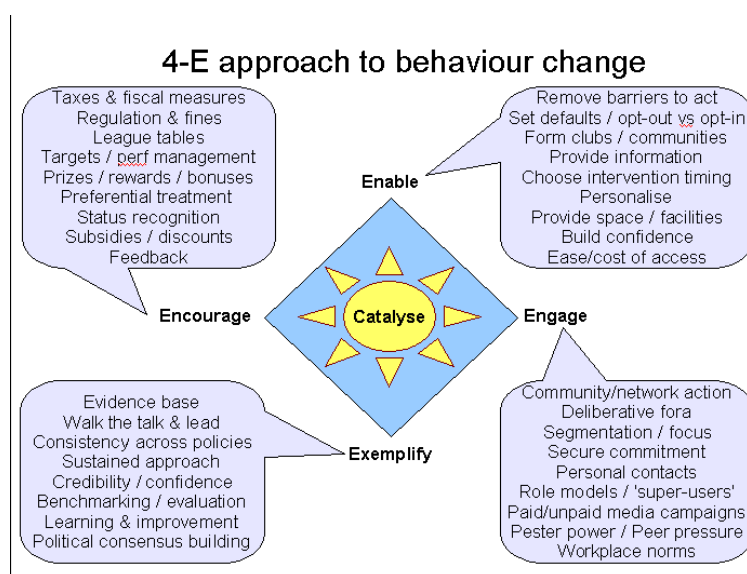 4-E approach to behaviour change
Taxes & fiscal measures
Regulation & fines
League tables
Targets / perf management
Prizes / rewards / bonuses
Preferential treatment
Status recognition
Subsidies / discounts
Feedback
Remove barriers to act
Set defaults / opt-out vs opt-in
Form clubs / communities
Provide information
Choose intervention timing
Personalise
Provide space / facilities
Build confidence
Ease/cost of access
Enable
Encourage
Catalyse
Engage
Exemplify
Evidence base
Walk the talk & lead
Consistency across policies
Sustained approach
Credibility / confidence
Benchmarking / evaluation
Learning & improvement
Political consensus building
Community/network action
Deliberative fora
Segmentation / focus
Secure commitment
Personal contacts
Role models / 'super-users'
Paid/unpaid media campaigns
Pester power / Peer pressure
Workplace norms